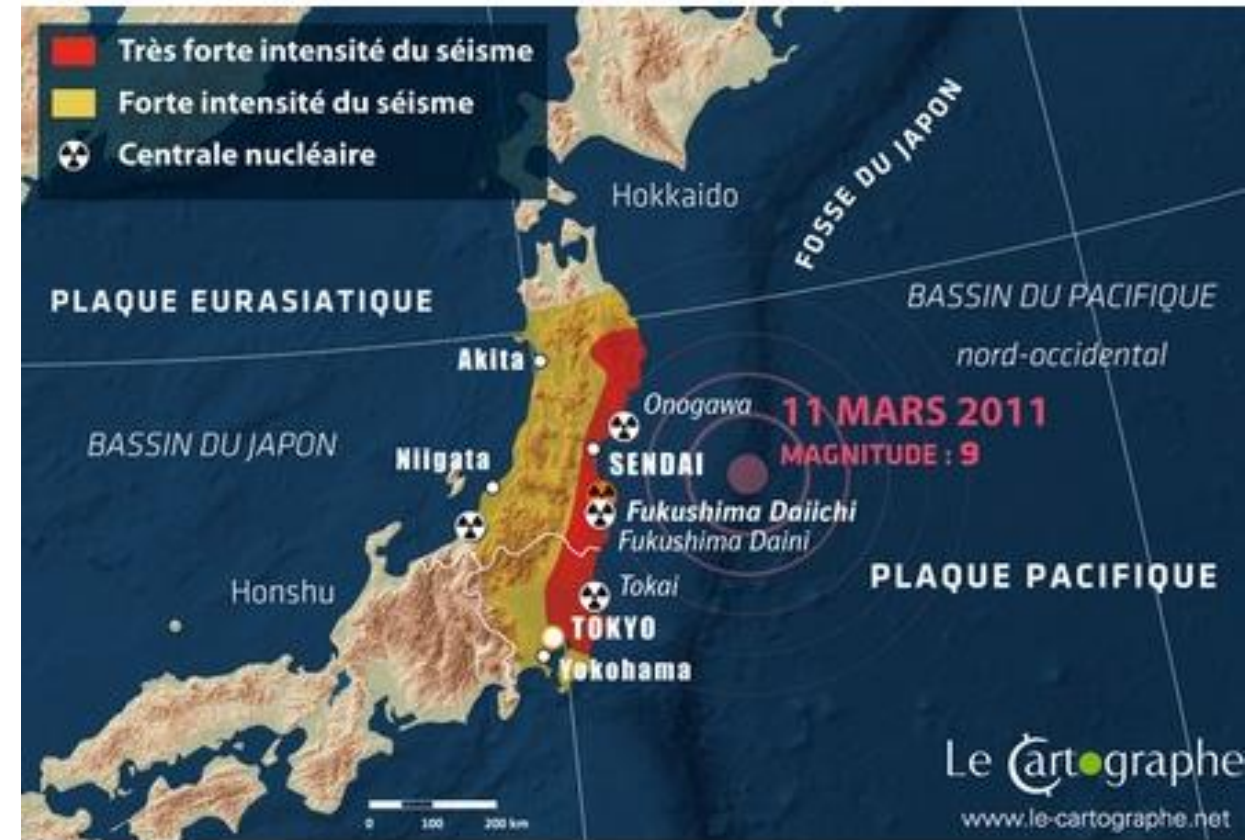 Très forte intensité du séisme
Forte intensité du séisme
Centrale nucléaire
Hokkaido
FOSSE DU JAPON
PLAQUE EURASIATIQUE
BASSIN DU PACIFIQUE
nord-occidental
Akita
Onogawa
11 MARS 2011
MAGNITUDE : 9
BASSIN DU JAPON
Niigata
SENDAI
Fukushima Daiichi
Fukushima Daini
PLAQUE PACIFIQUE
Honshu
Tokai
TOKYO
Yokohama
Le Cartographe
www.le-cartographe.net
0 100 200 km